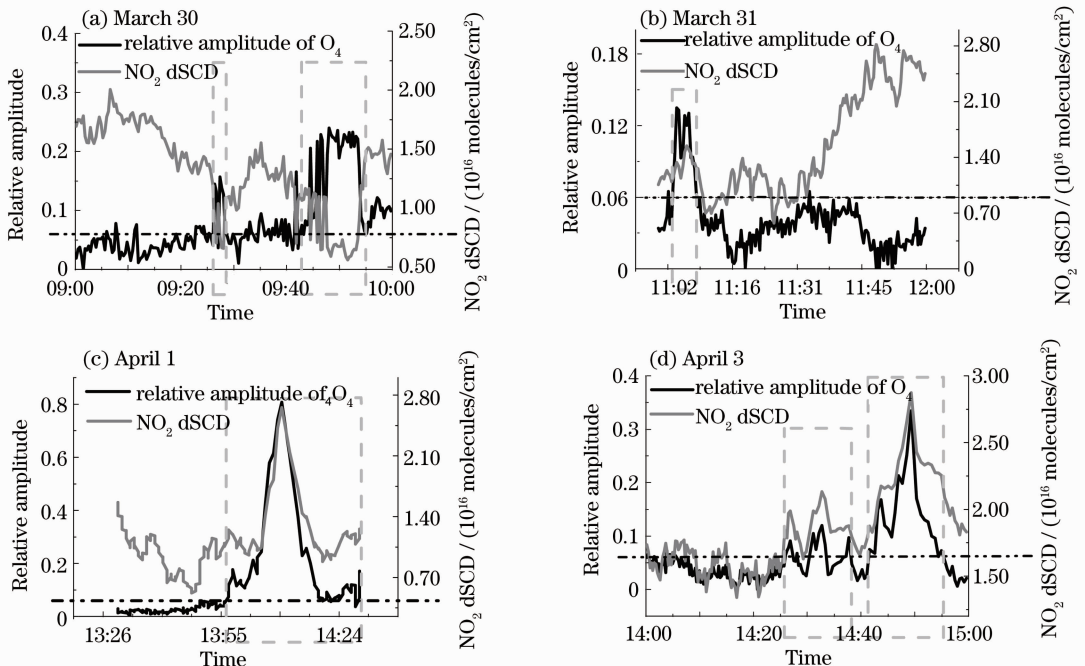 (a) March 30
relative amplitude of O4
NO2 dSCD
Relative amplitude
0.4
0.3
0.2
0.1
0
2.50
2.00
1.50
1.00
0.50
NO2 dSCD / (10^16 molecules/cm^2)
09:00 09:20 09:40 10:00
Time
(b) March 31
relative amplitude of O4
NO2 dSCD
Relative amplitude
0.18
0.12
0.06
0
2.80
2.10
1.40
0.70
0
NO2 dSCD / (10^16 molecules/cm^2)
11:02 11:16 11:31 11:45 12:00
Time
(c) April 1
relative amplitude of4O4
NO2 dSCD
Relative amplitude
0.8
0.6
0.4
0.2
0
2.80
2.10
1.40
0.70
NO2 dSCD / (10^16 molecules/cm^2)
13:26 13:55 14:24
Time
(d) April 3
relative amplitude of O4
NO2 dSCD
Relative amplitude
0.4
0.3
0.2
0.1
0
3.00
2.50
2.00
1.50
NO2 dSCD / (10^16 molecules/cm^2)
14:00 14:20 14:40 15:00
Time